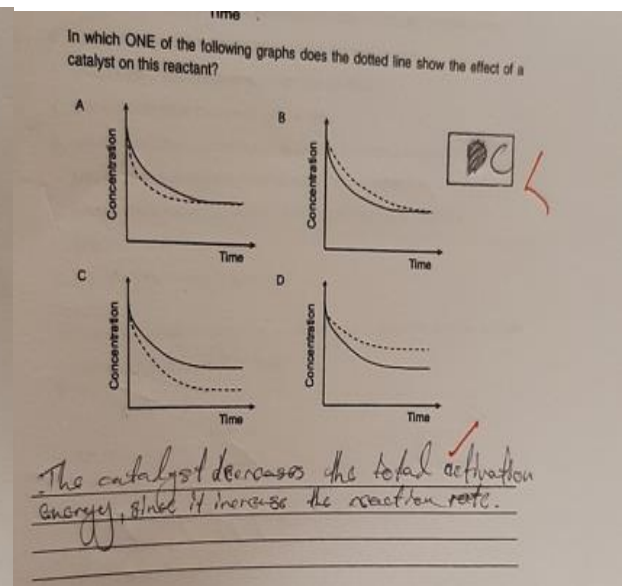 Time
In which ONE of the following graphs does the dotted line show the effect of a
catalyst on this reactant?
A
Concentration
Time
B
Concentration
Time
C
C
Concentration
Time
D
Concentration
Time
The catalyst decreases the total activation
energy, since it increase the reaction rate.